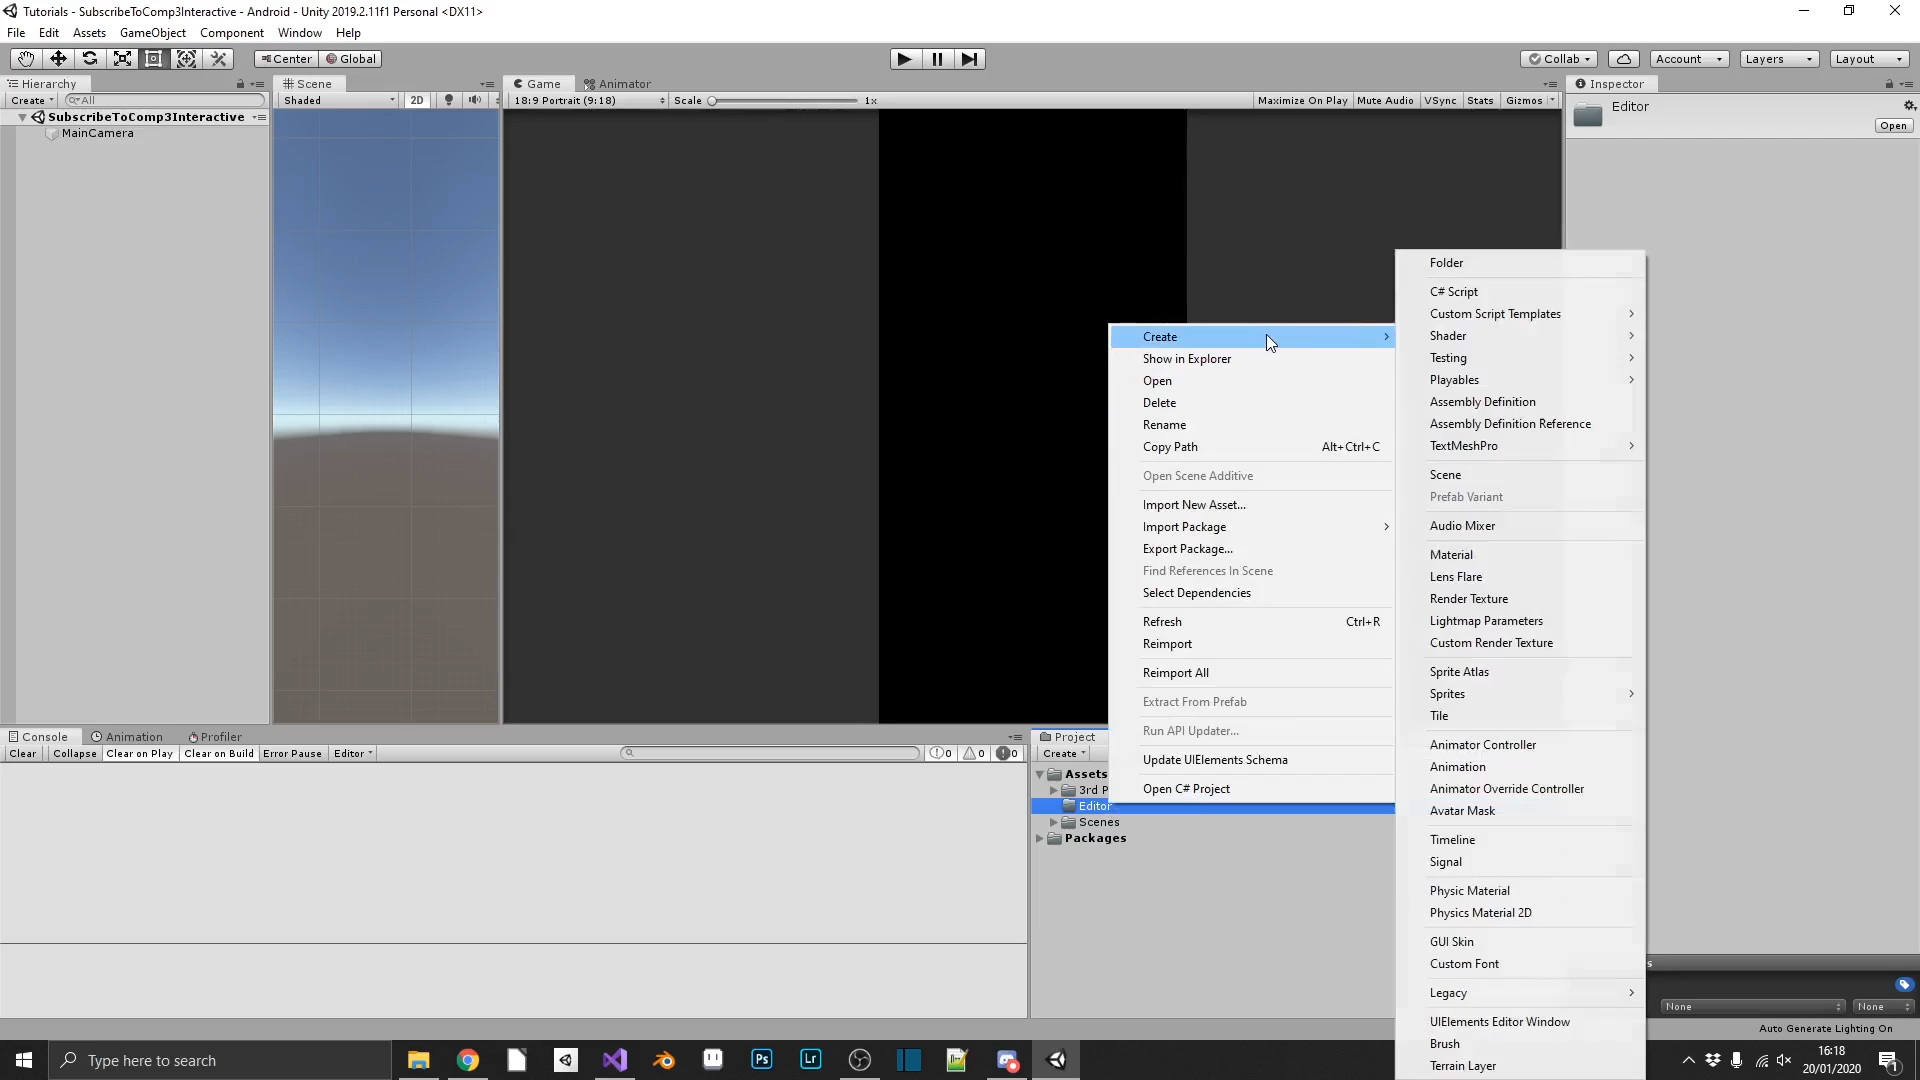 Tutorials - SubscribeToComp3Interactive - Android - Unity 2019.2.11f1 Personal <DX11>
File Edit Assets GameObject Component Window Help
Center Global
Collab Account Layers Layout
Hierarchy
Scene
Game Animator
Inspector
Create All
Shaded 2D
18:9 Portrait (9:18) Scale 1x Maximize On Play Mute Audio VSync Stats Gizmos
Editor
Open
SubscribeToComp3Interactive
MainCamera
Create
Show in Explorer
Open
Delete
Rename
Copy Path Alt+Ctrl+C
Open Scene Additive
Import New Asset...
Import Package
Export Package...
Find References In Scene
Select Dependencies
Refresh Ctrl+R
Reimport
Reimport All
Extract From Prefab
Run API Updater...
Update UIElements Schema
Open C# Project
Folder
C# Script
Custom Script Templates
Shader
Testing
Playables
Assembly Definition
Assembly Definition Reference
TextMeshPro
Scene
Prefab Variant
Audio Mixer
Material
Lens Flare
Render Texture
Lightmap Parameters
Custom Render Texture
Sprite Atlas
Sprites
Tile
Animator Controller
Animation
Animator Override Controller
Avatar Mask
Timeline
Signal
Physic Material
Physics Material 2D
GUI Skin
Custom Font
Legacy
UIElements Editor Window
Brush
Terrain Layer
Console Animation Profiler
Clear Collapse Clear on Play Clear on Build Error Pause Editor 0 0 0
Project
Create
Assets
3rd P
Editor
Scenes
Packages
s
None None
Auto Generate Lighting On
Type here to search
Ps Lr
16:18
20/01/2020
1